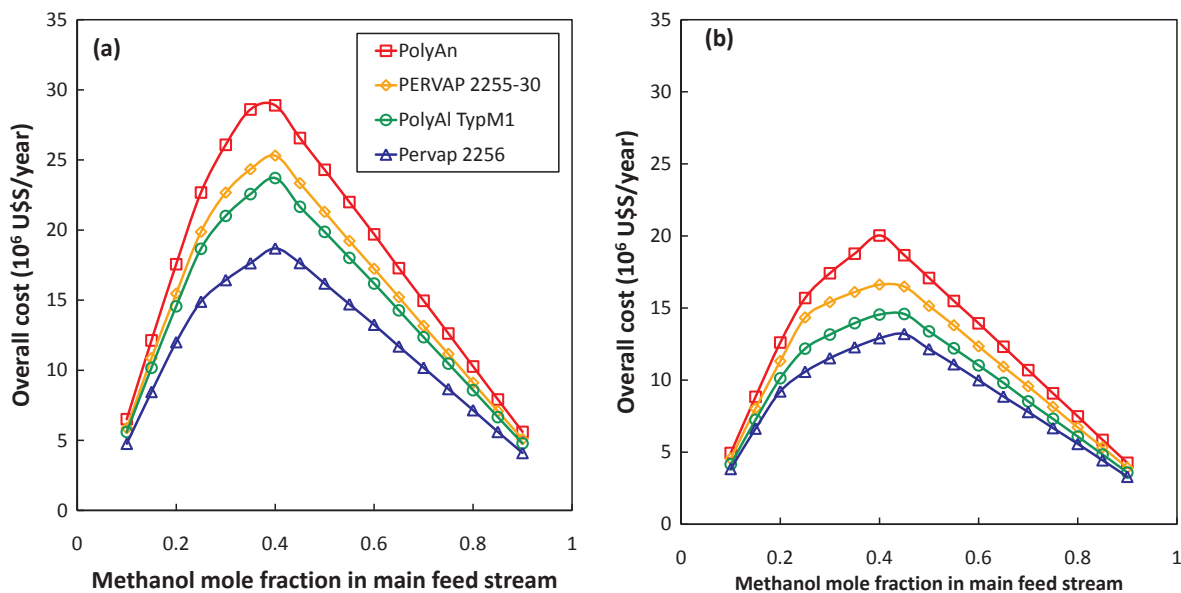 35
30
25
20
15
10
5
0
Overall cost (10⁶ U$S/year)
(a)
PolyAn
PERVAP 2255-30
PolyAl TypM1
Pervap 2256
0 0.2 0.4 0.6 0.8 1
Methanol mole fraction in main feed stream
35
30
25
20
15
10
5
0
Overall cost (10⁶ U$S/year)
(b)
0 0.2 0.4 0.6 0.8 1
Methanol mole fraction in main feed stream